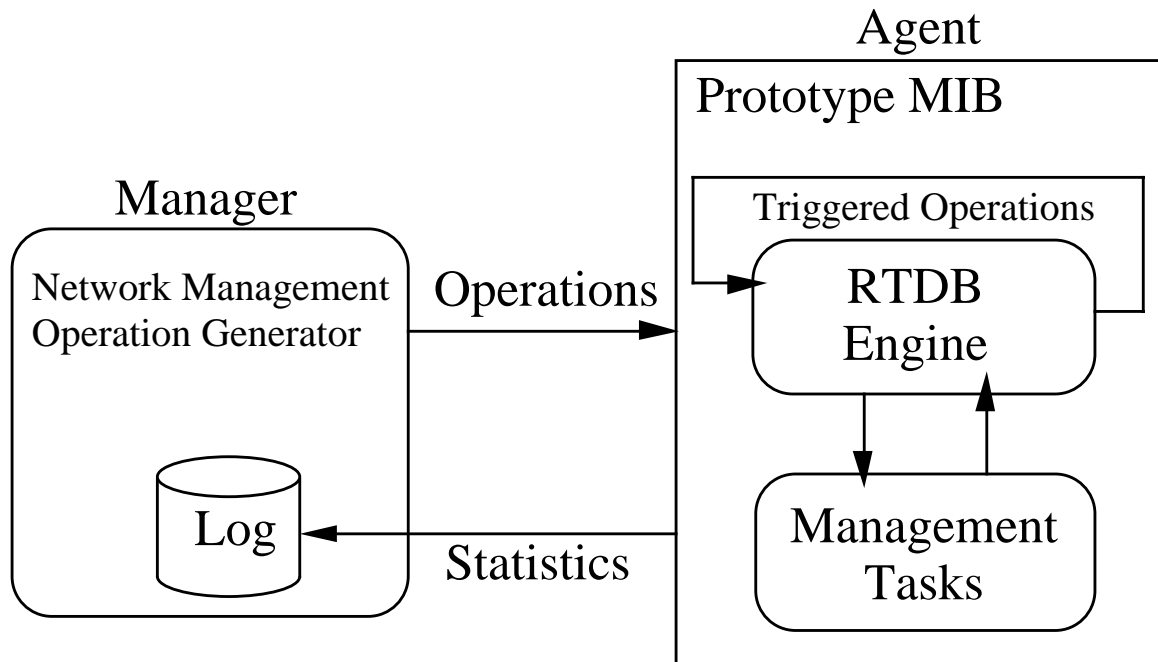 Agent
Prototype MIB
Manager
Triggered Operations
Network Management
Operation Generator
Operations
RTDB
Engine
Log
Statistics
Management
Tasks